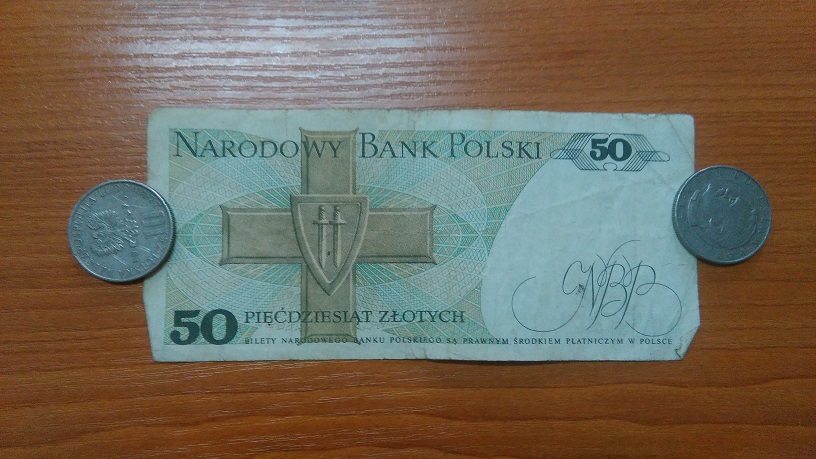 NARODOWY BANK POLSKI
50
NBP
50
PIĘĆDZIESIĄT ZŁOTYCH
BILETY NARODOWEGO BANKU POLSKIEGO SĄ PRAWNYM ŚRODKIEM PŁATNICZYM W POLSCE